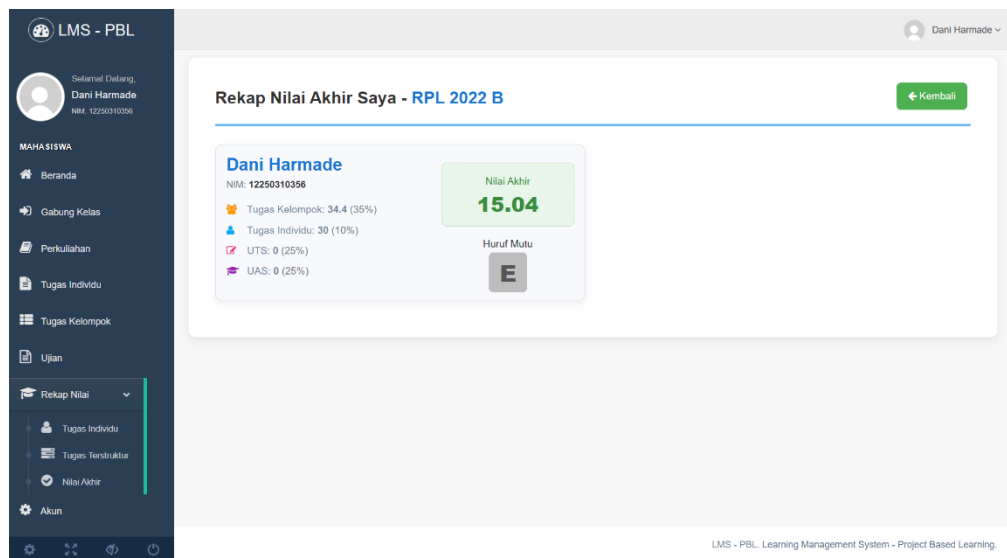 LMS - PBL
Dani Harmade
Selamat Datang,
Dani Harmade
NIM. 12250310356
MAHASISWA
Beranda
Gabung Kelas
Perkuliahan
Tugas Individu
Tugas Kelompok
Ujian
Rekap Nilai
Tugas Individu
Tugas Terstruktur
Nilai Akhir
Akun
Rekap Nilai Akhir Saya - RPL 2022 B
Kembali
Dani Harmade
NIM: 12250310356
Tugas Kelompok: 34.4 (35%)
Tugas Individu: 30 (10%)
UTS: 0 (25%)
UAS: 0 (25%)
Nilai Akhir
15.04
Huruf Mutu
E
LMS - PBL. Learning Management System - Project Based Learning.